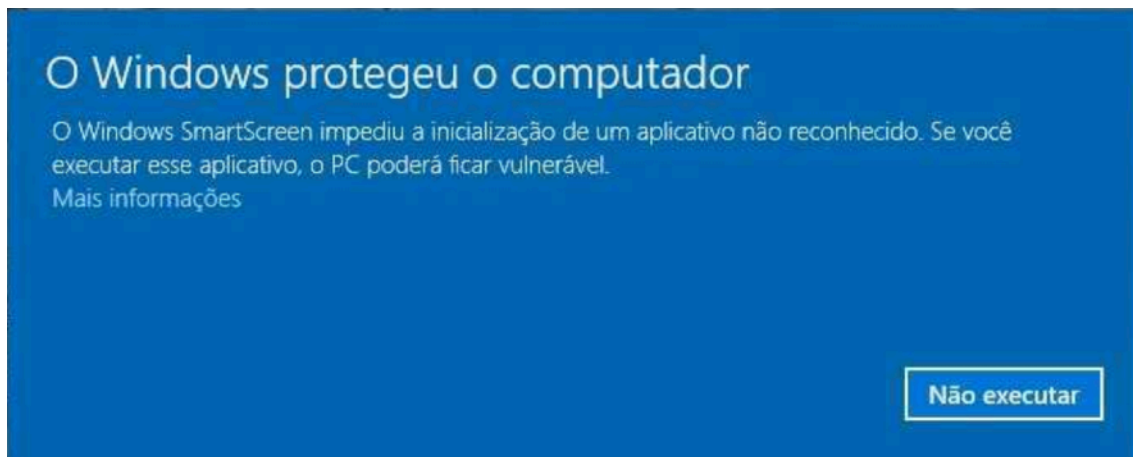 O Windows protegeu o computador
O Windows SmartScreen impediu a inicialização de um aplicativo não reconhecido. Se você
executar esse aplicativo, o PC poderá ficar vulnerável.
Mais informações
Não executar